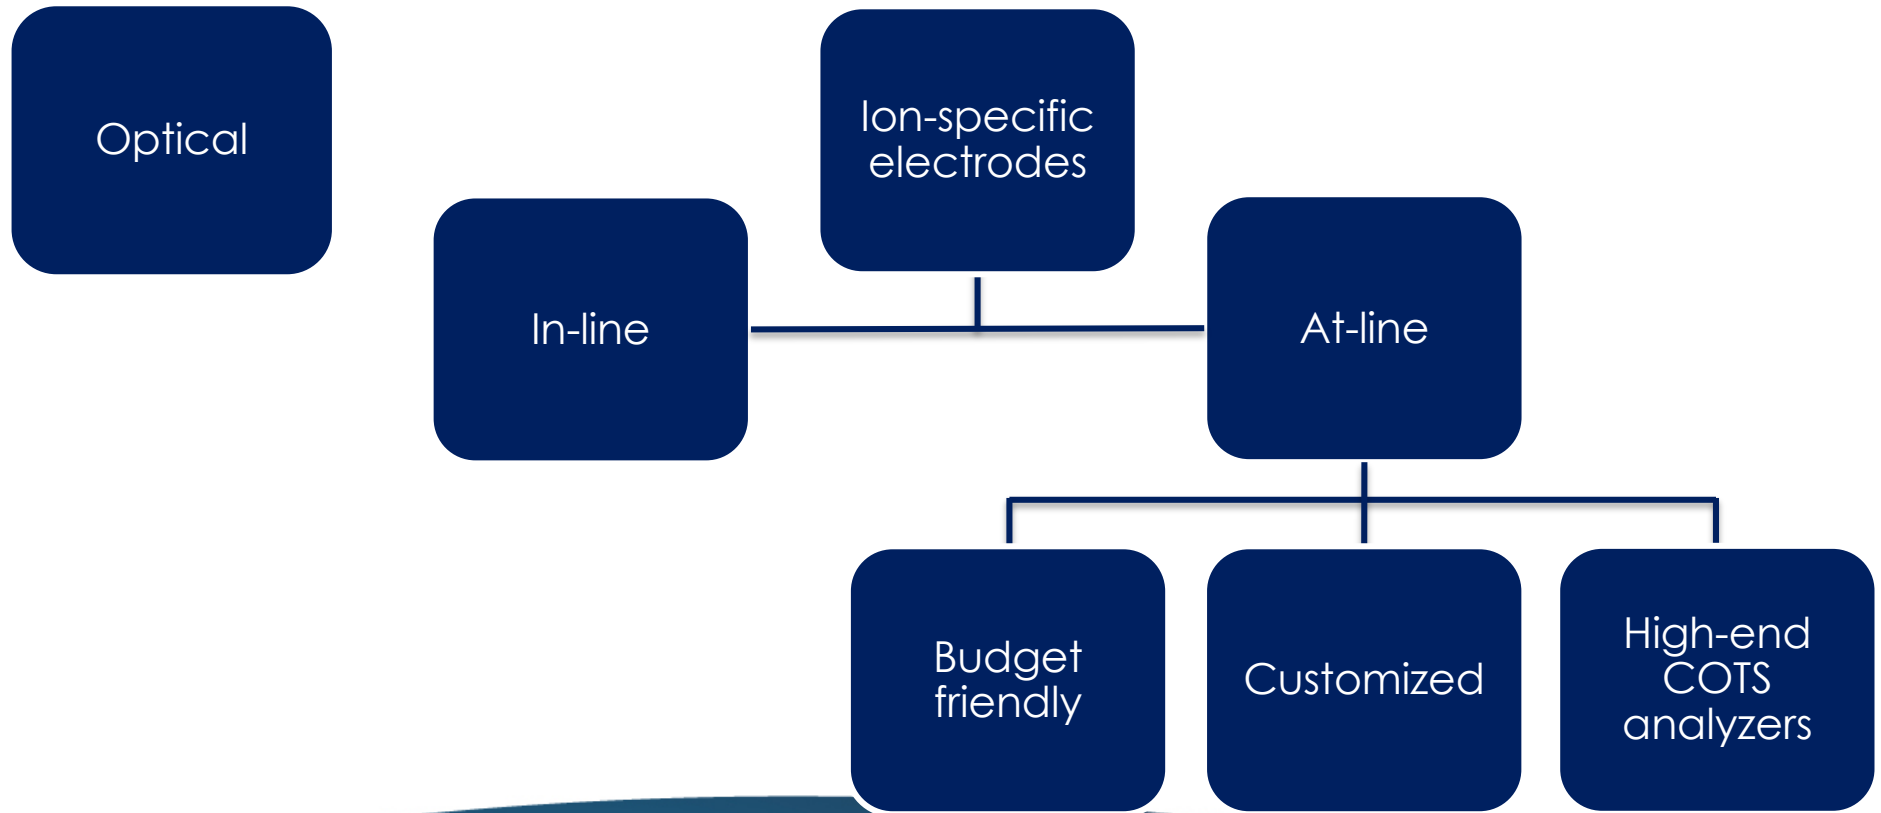 Optical
Ion-specific
electrodes
In-line
At-line
Budget
friendly
Customized
High-end
COTS
analyzers